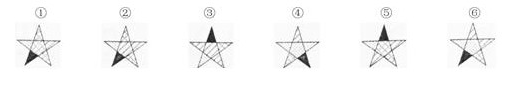 ① ② ③ ④ ⑤ ⑥